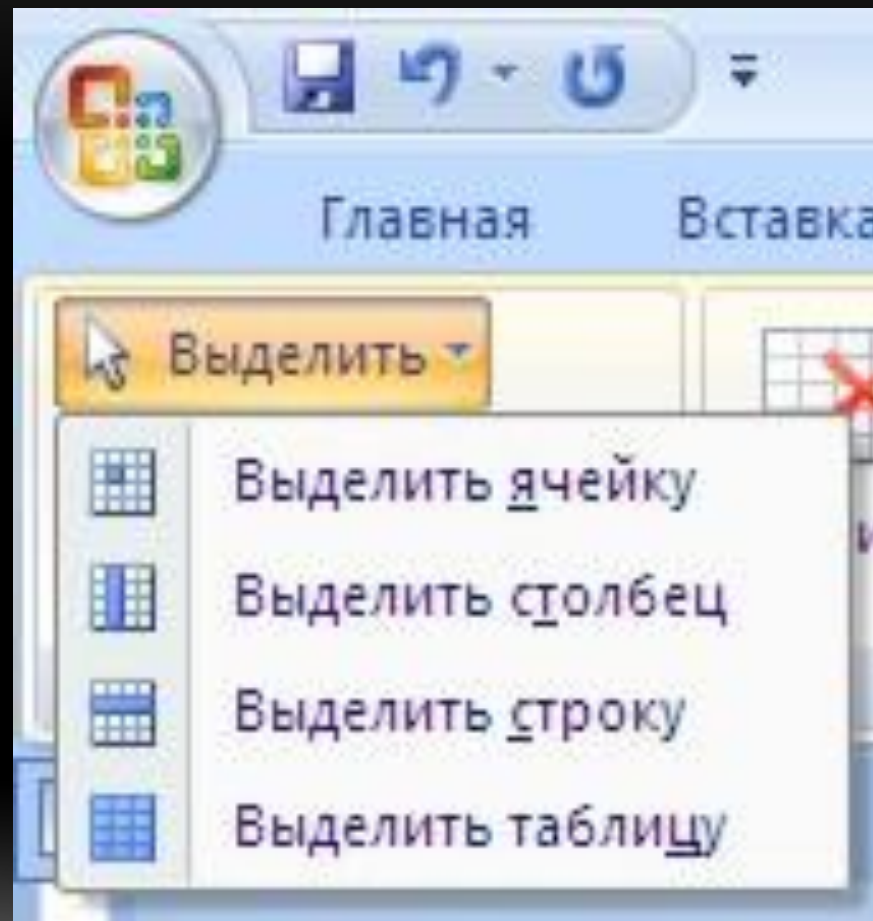 Главная Вставка
Выделить
Выделить ячейку
Выделить столбец
Выделить строку
Выделить таблицу